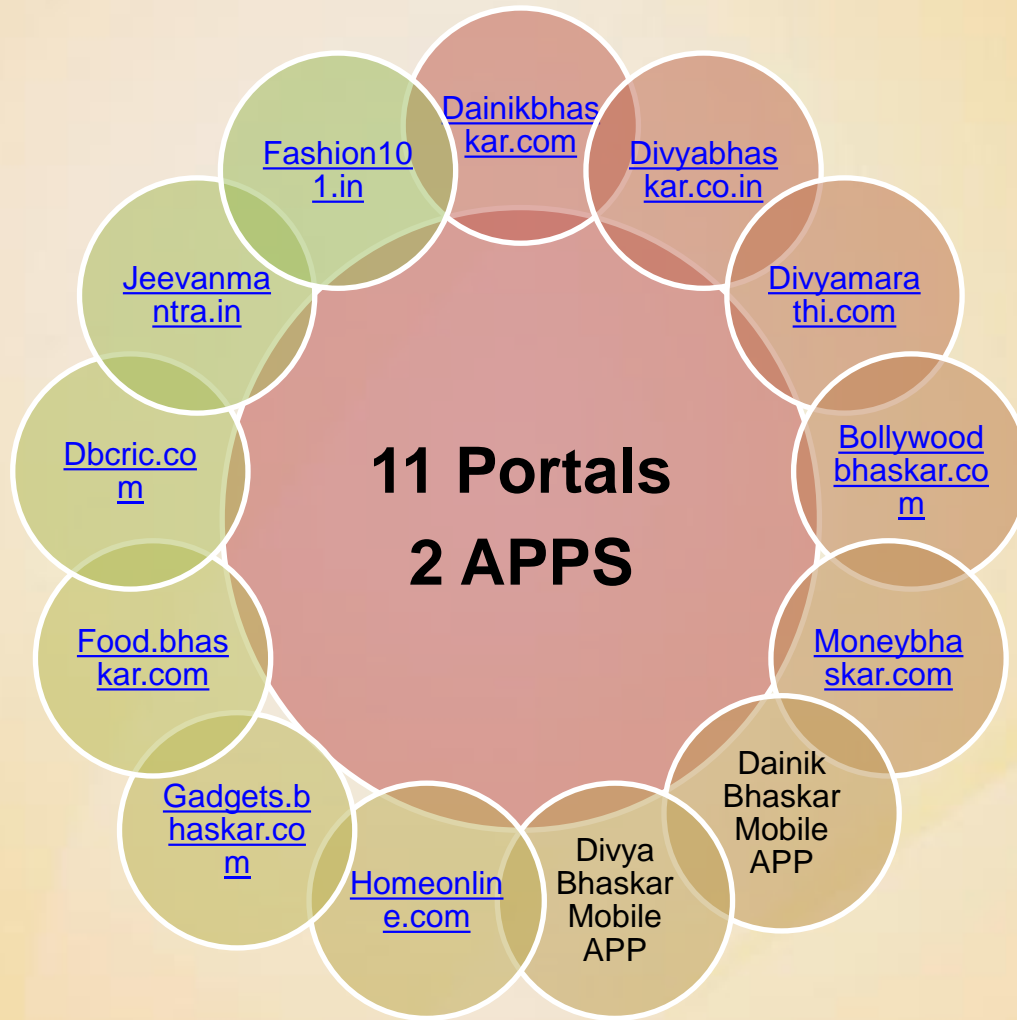 Dainikbhas
kar.com
Divyabhas
kar.co.in
Divyamara
thi.com
Bollywood
bhaskar.co
m
Moneybha
skar.com
Dainik
Bhaskar
Mobile
APP
Divya
Bhaskar
Mobile
APP
Homeonlin
e.com
Gadgets.b
haskar.co
m
Food.bhas
kar.com
Dbcric.co
m
Jeevanma
ntra.in
Fashion10
1.in
11 Portals
2 APPS